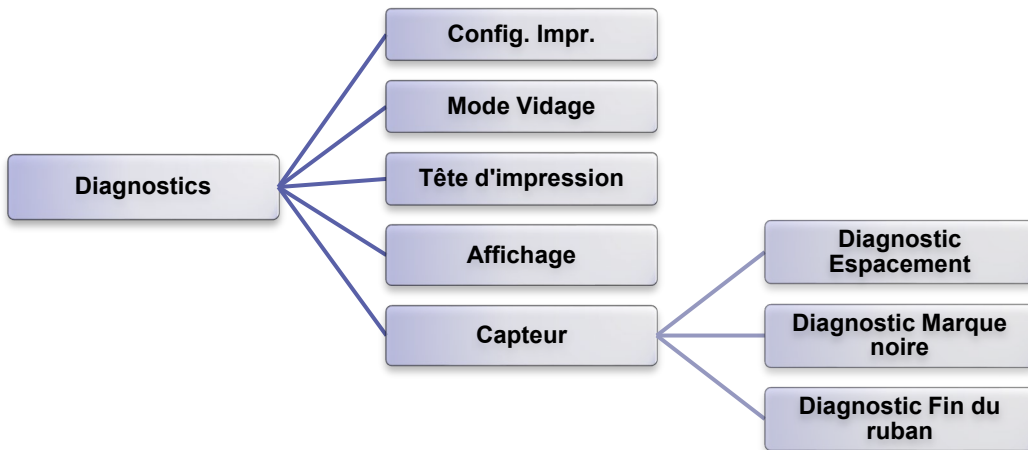 Diagnostics
Config. Impr.
Mode Vidage
Tête d'impression
Affichage
Capteur
Diagnostic
Espacement
Diagnostic Marque
noire
Diagnostic Fin du
ruban